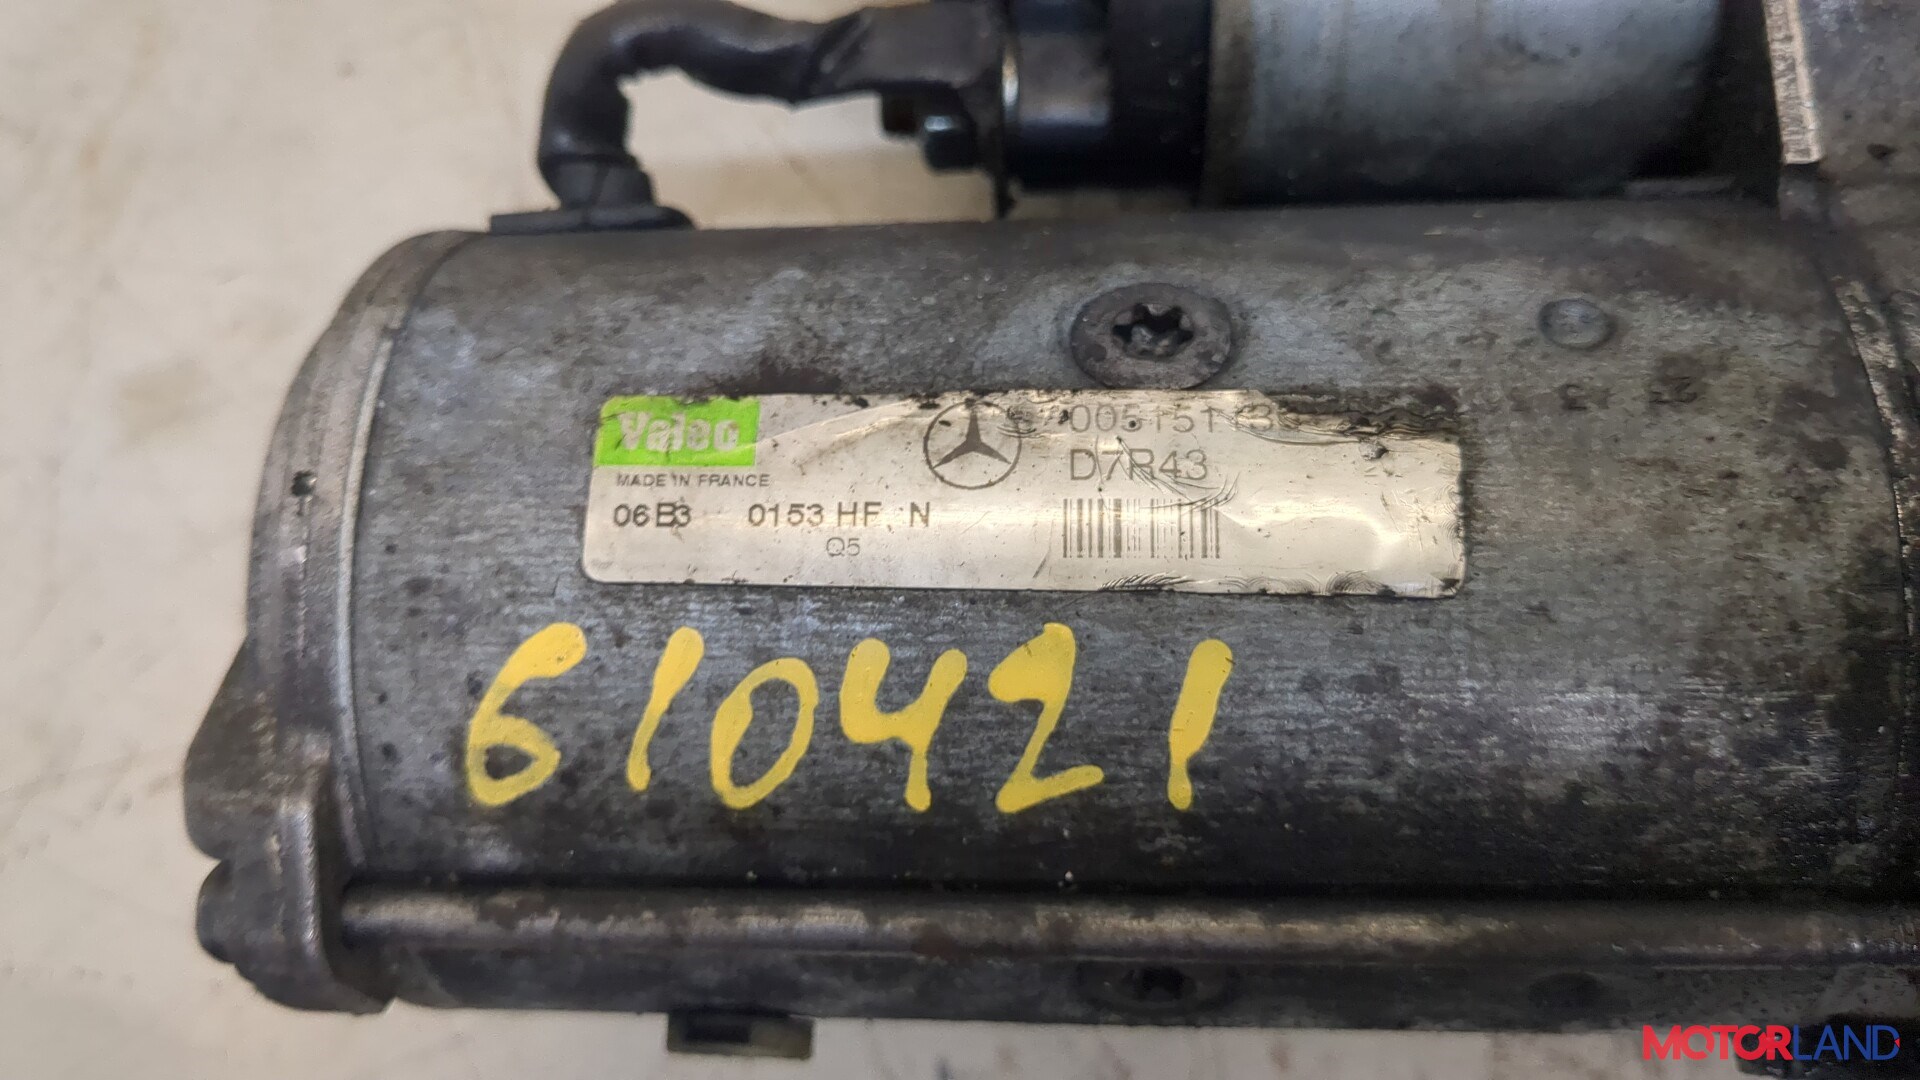 Valeo
MADE IN FRANCE
D7R43
06B3 0153 HF, N
Q5
610421
MOTORLAND